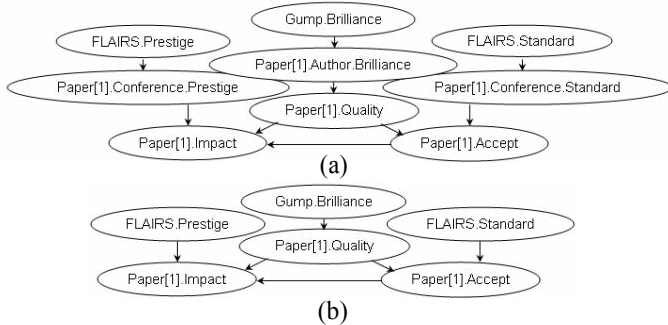 Gump.Brilliance
FLAIRS.Prestige
FLAIRS.Standard
Paper[1].Author.Brilliance
Paper[1].Conference.Prestige
Paper[1].Conference.Standard
Paper[1].Quality
Paper[1].Impact
Paper[1].Accept
(a)
Gump.Brilliance
FLAIRS.Prestige
FLAIRS.Standard
Paper[1].Quality
Paper[1].Impact
Paper[1].Accept
(b)